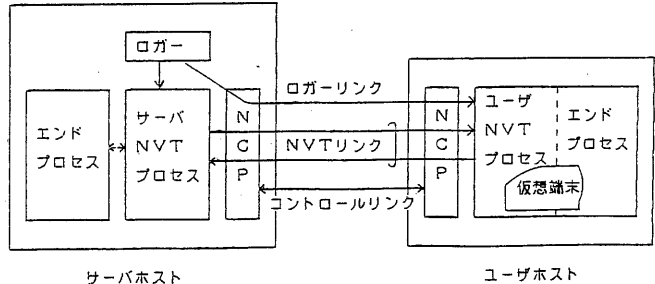 ロガー
ロガーリンク
エンド
プロセス
サーバ
NVT
プロセス
N
C
P
NVTリンク
コントロールリンク
N
C
P
ユーザ
NVT
プロセス
エンド
プロセス
仮想端末
サーバホスト
ユーザホスト